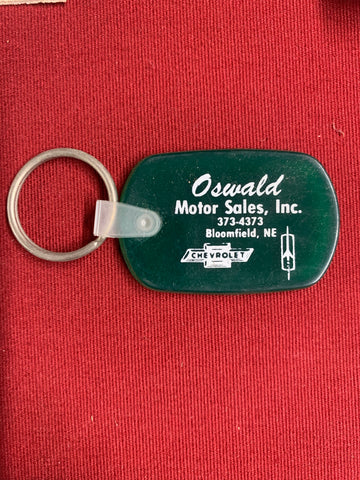 Oswald
Motor Sales, Inc.
373-4373
Bloomfield, NE
CHEVROLET